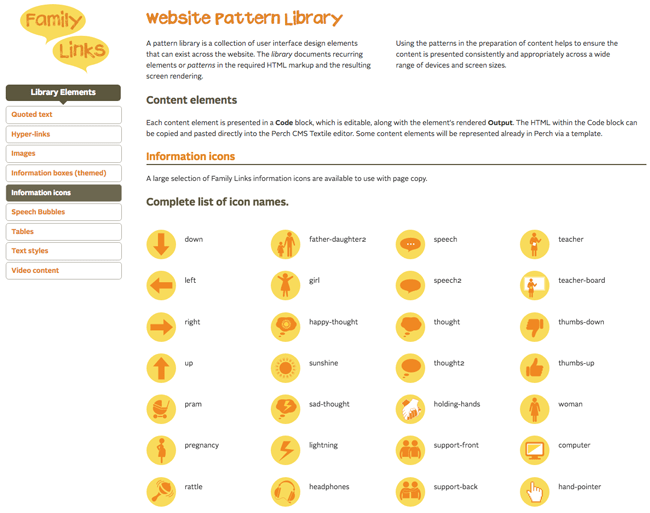 Family
Links
Website Pattern Library
A pattern library is a collection of user interface design elements
that can exist across the website. The library documents recurring
elements or patterns in the required HTML markup and the resulting
screen rendering.
Using the patterns in the preparation of content helps to ensure the
content is presented consistently and appropriately across a wide
range of devices and screen sizes.
Library Elements
Quoted text
Hyper-links
Images
Information boxes (themed)
Information icons
Speech Bubbles
Tables
Text styles
Video content
Content elements
Each content element is presented in a Code block, which is editable, along with the element's rendered Output. The HTML within the Code block can
be copied and pasted directly into the Perch CMS Textile editor. Some content elements will be represented already in Perch via a template.
Information icons
A large selection of Family Links information icons are available to use with page copy.
Complete list of icon names.
down
father-daughter2
speech
teacher
left
girl
speech2
teacher-board
right
happy-thought
thought
thumbs-down
up
sunshine
thought2
thumbs-up
pram
sad-thought
holding-hands
woman
pregnancy
lightning
support-front
computer
rattle
headphones
support-back
hand-pointer